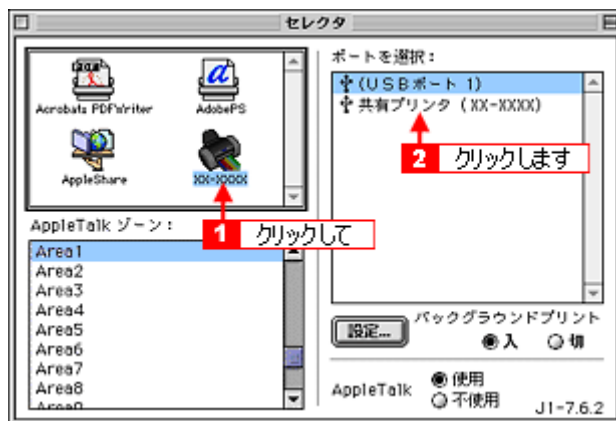 セレクタ
Acrobats PDFWriter
AdobePS
AppleShare
XX-XXXX
1 クリックして
AppleTalk ゾーン：
Area1
Area2
Area3
Area4
Area5
Area6
Area7
Area8
Area9
ポートを選択：
(USBポート 1)
共有プリンタ (XX-XXXX)
2 クリックします
設定...
バックグラウンドプリント
入 切
AppleTalk
使用
不使用
J1-7.6.2